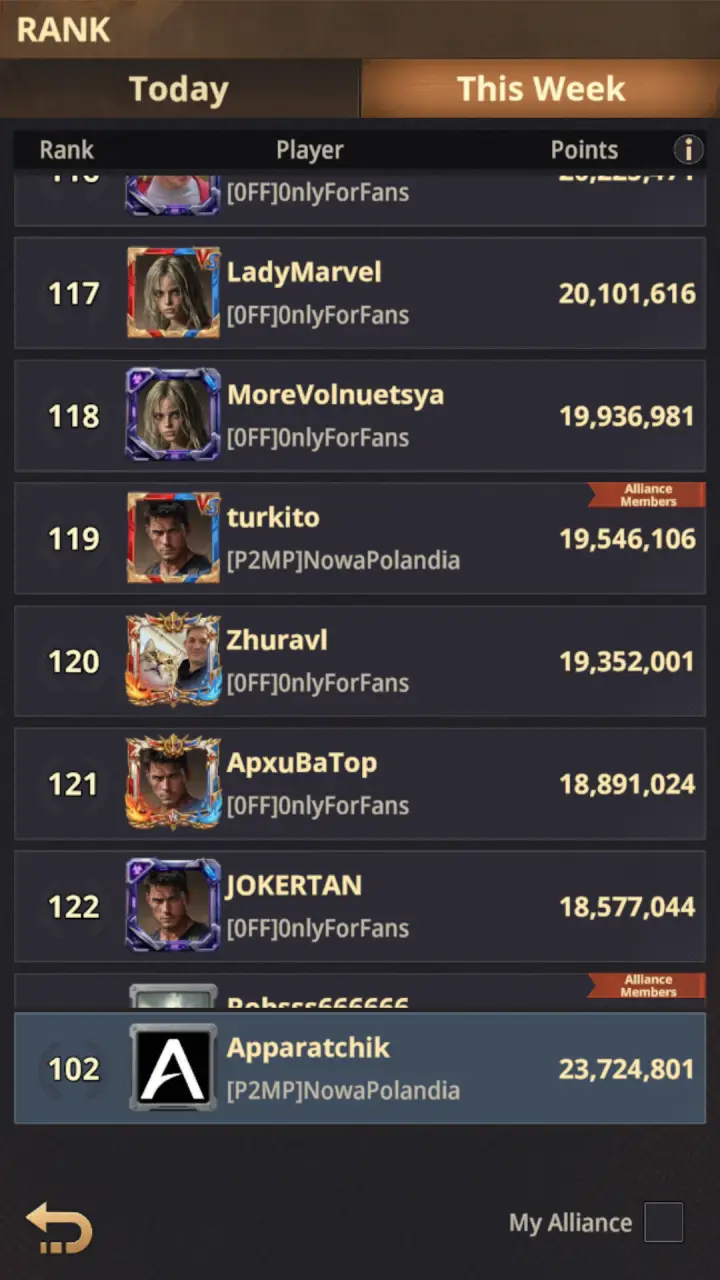 RANK
Today
This Week
Rank
Player
Points
[0FF]0nlyForFans
117
LadyMarvel
[0FF]0nlyForFans
20,101,616
118
MoreVolnuetsya
[0FF]0nlyForFans
19,936,981
Alliance
Members
119
turkito
[P2MP]NowaPolandia
19,546,106
120
Zhuravl
[0FF]0nlyForFans
19,352,001
121
ApxuBaTop
[0FF]0nlyForFans
18,891,024
122
JOKERTAN
[0FF]0nlyForFans
18,577,044
Alliance
Members
102
Apparatchik
[P2MP]NowaPolandia
23,724,801
My Alliance